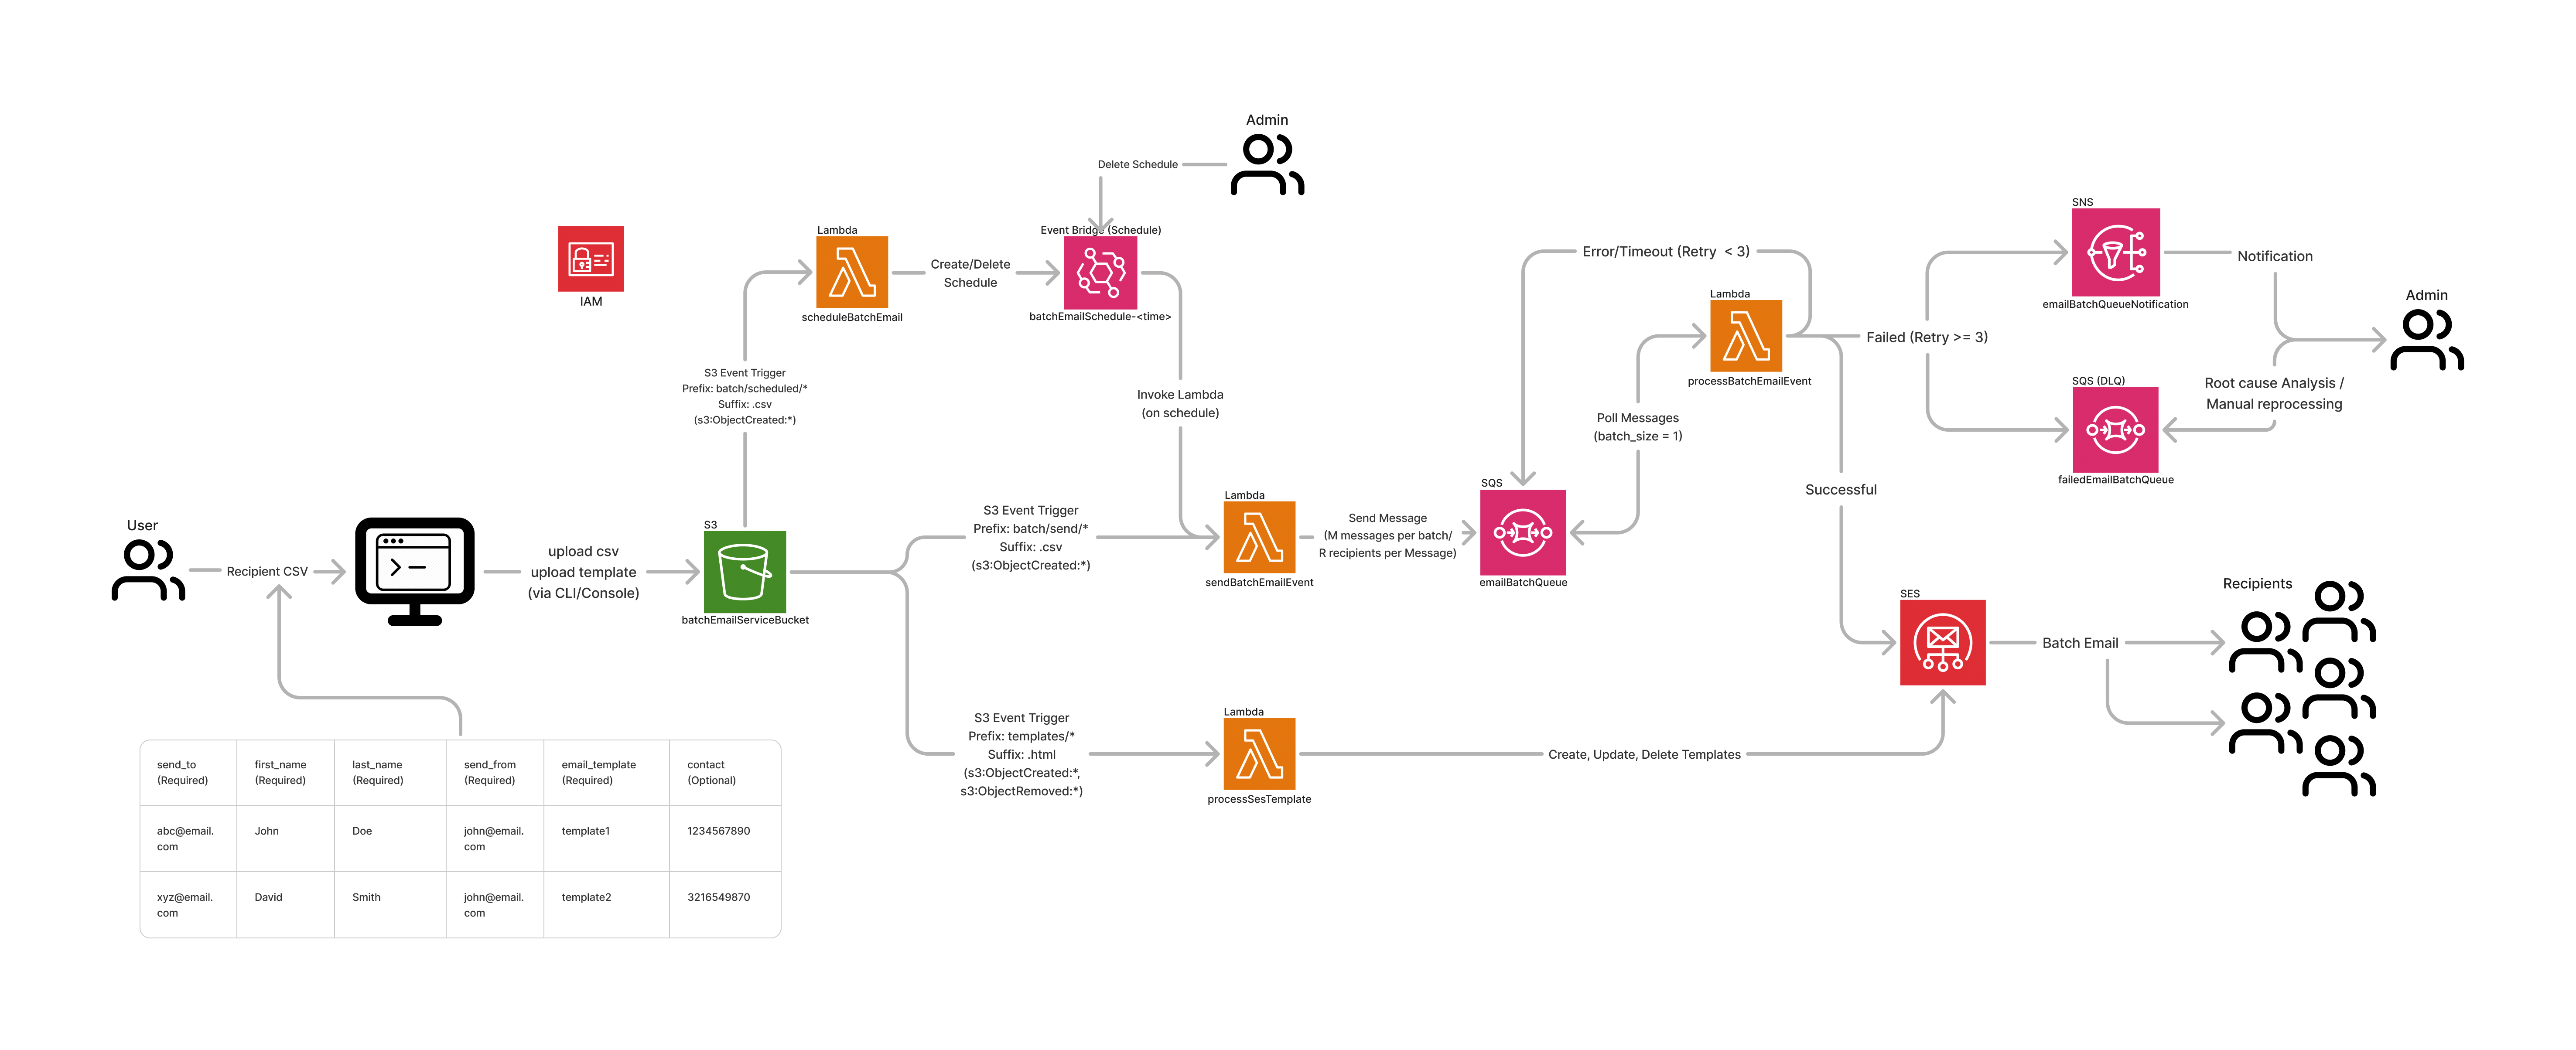 Admin
Delete Schedule
IAM
Lambda
scheduleBatchEmail
Create/Delete
Schedule
Event Bridge (Schedule)
batchEmailSchedule-<time>
S3 Event Trigger
Prefix: batch/scheduled/*
Suffix: .csv
(s3:ObjectCreated:*)
Invoke Lambda
(on schedule)
User
Recipient CSV
upload csv
upload template
(via CLI/Console)
S3
batchEmailServiceBucket
S3 Event Trigger
Prefix: batch/send/*
Suffix: .csv
(s3:ObjectCreated:*)
Lambda
sendBatchEmailEvent
Send Message
(M messages per batch/
R recipients per Message)
SQS
emailBatchQueue
Error/Timeout (Retry < 3)
Poll Messages
(batch_size = 1)
Lambda
processBatchEmailEvent
Failed (Retry >= 3)
Successful
SNS
emailBatchQueueNotification
Notification
Admin
SQS (DLQ)
failedEmailBatchQueue
Root cause Analysis /
Manual reprocessing
SES
Batch Email
Recipients
S3 Event Trigger
Prefix: templates/*
Suffix: .html
(s3:ObjectCreated:*,
s3:ObjectRemoved:*)
Lambda
processSesTemplate
Create, Update, Delete Templates
send_to
(Required)
first_name
(Required)
last_name
(Required)
send_from
(Required)
email_template
(Required)
contact
(Optional)
abc@email.
com
John
Doe
john@email.
com
template1
1234567890
xyz@email.
com
David
Smith
john@email.
com
template2
3216549870